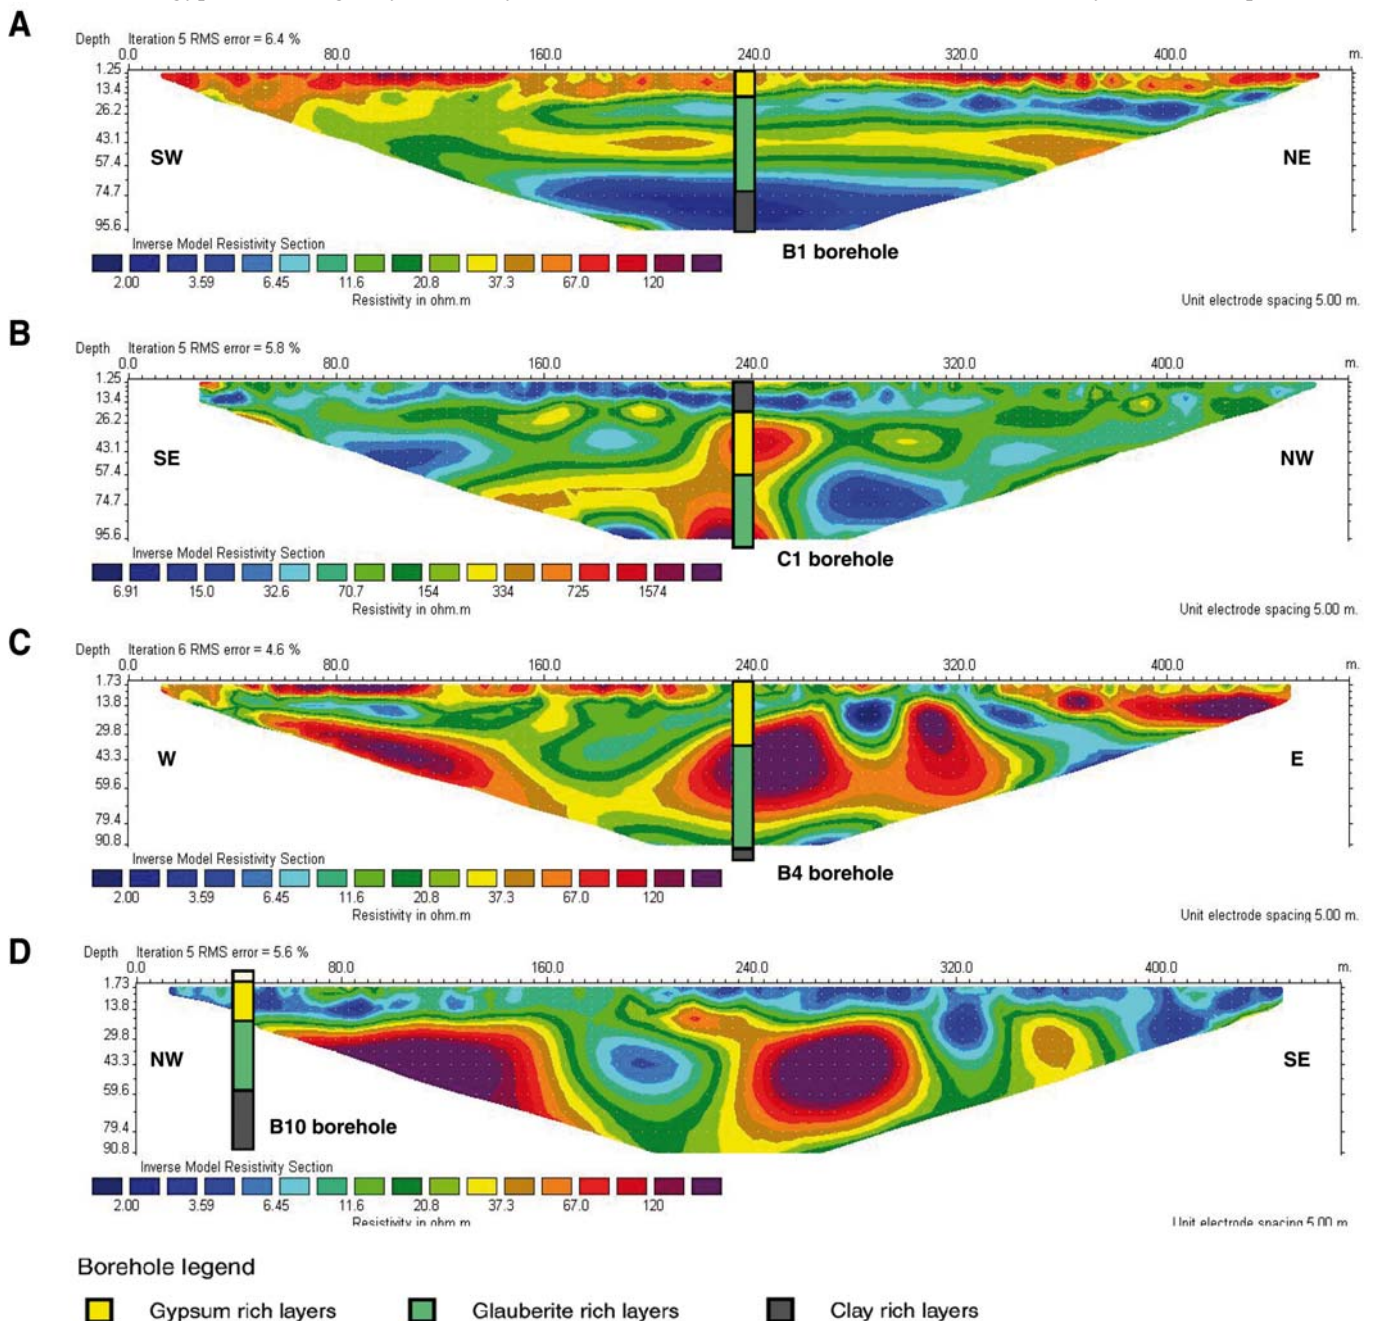 A
Depth Iteration 5 RMS error = 6.4 %
0.0 80.0 160.0 240.0 320.0 400.0 m.
1.25
13.4
26.2
43.1
57.4
74.7
95.6
SW
NE
B1 borehole
Inverse Model Resistivity Section
2.00 3.59 6.45 11.6 20.8 37.3 67.0 120
Resistivity in ohm.m
Unit electrode spacing 5.00 m.
B
Depth Iteration 5 RMS error = 5.8 %
0.0 80.0 160.0 240.0 320.0 400.0 m.
1.25
13.4
26.2
43.1
57.4
74.7
95.6
SE
NW
C1 borehole
Inverse Model Resistivity Section
6.91 15.0 32.6 70.7 154 334 725 1574
Resistivity in ohm.m
Unit electrode spacing 5.00 m.
C
Depth Iteration 6 RMS error = 4.6 %
0.0 80.0 160.0 240.0 320.0 400.0 m.
1.73
13.8
29.8
43.3
59.6
79.4
90.8
W
E
B4 borehole
Inverse Model Resistivity Section
2.00 3.59 6.45 11.6 20.8 37.3 67.0 120
Resistivity in ohm.m
Unit electrode spacing 5.00 m.
D
Depth Iteration 5 RMS error = 5.6 %
0.0 80.0 160.0 240.0 320.0 400.0 m.
1.73
13.8
29.8
43.3
59.6
79.4
90.8
NW
SE
B10 borehole
Inverse Model Resistivity Section
2.00 3.59 6.45 11.6 20.8 37.3 67.0 120
Resistivity in ohm.m
Unit electrode spacing 5.00 m.
Borehole legend
Gypsum rich layers Glauberite rich layers Clay rich layers